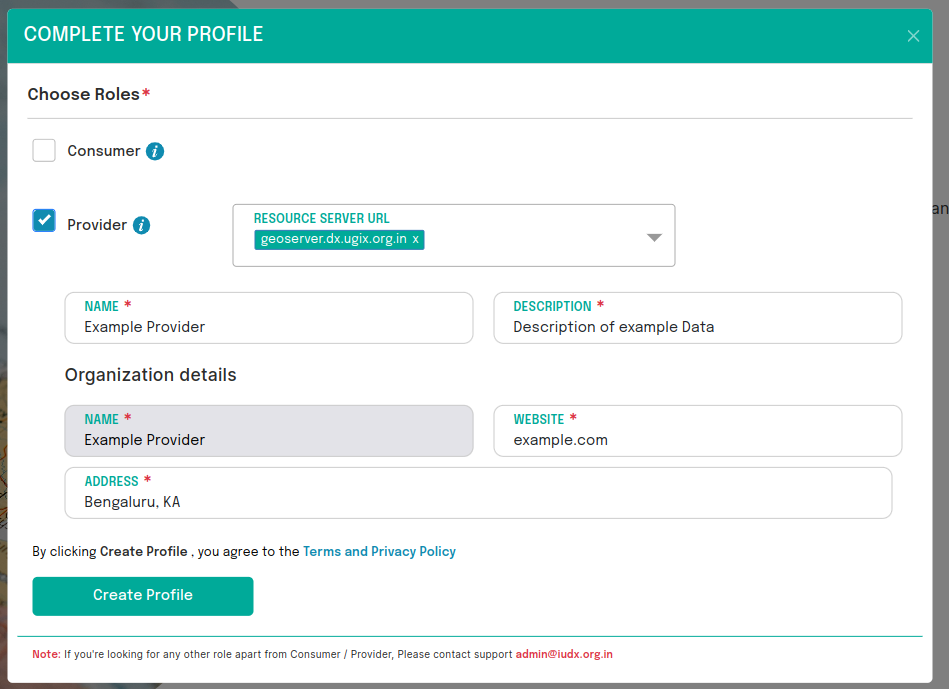 COMPLETE YOUR PROFILE ×
Choose Roles*
Consumer i
Provider i
RESOURCE SERVER URL
geoserver.dx.ugix.org.in x
an
NAME *
Example Provider
DESCRIPTION *
Description of example Data
Organization details
NAME *
Example Provider
WEBSITE *
example.com
ADDRESS *
Bengaluru, KA
By clicking Create Profile , you agree to the Terms and Privacy Policy
Create Profile
Note: If you're looking for any other role apart from Consumer / Provider, Please contact support admin@iudx.org.in